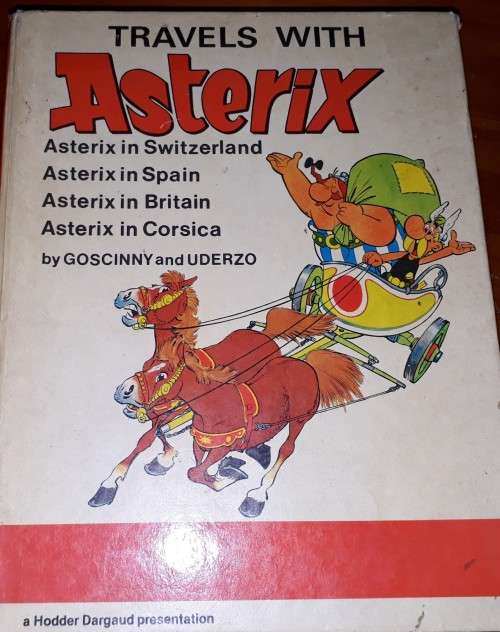 TRAVELS WITH
Asterix
Asterix in Switzerland
Asterix in Spain
Asterix in Britain
Asterix in Corsica
by GOSCINNY and UDERZO
a Hodder Dargaud presentation